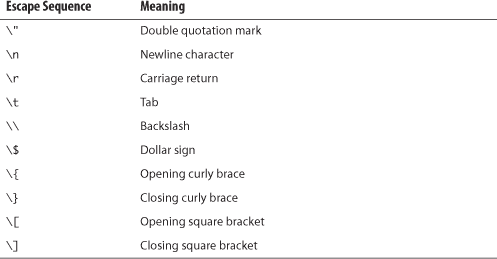 Escape Sequence Meaning
\" Double quotation mark
\n Newline character
\r Carriage return
\t Tab
\\ Backslash
\$ Dollar sign
\{ Opening curly brace
\} Closing curly brace
\[ Opening square bracket
\] Closing square bracket